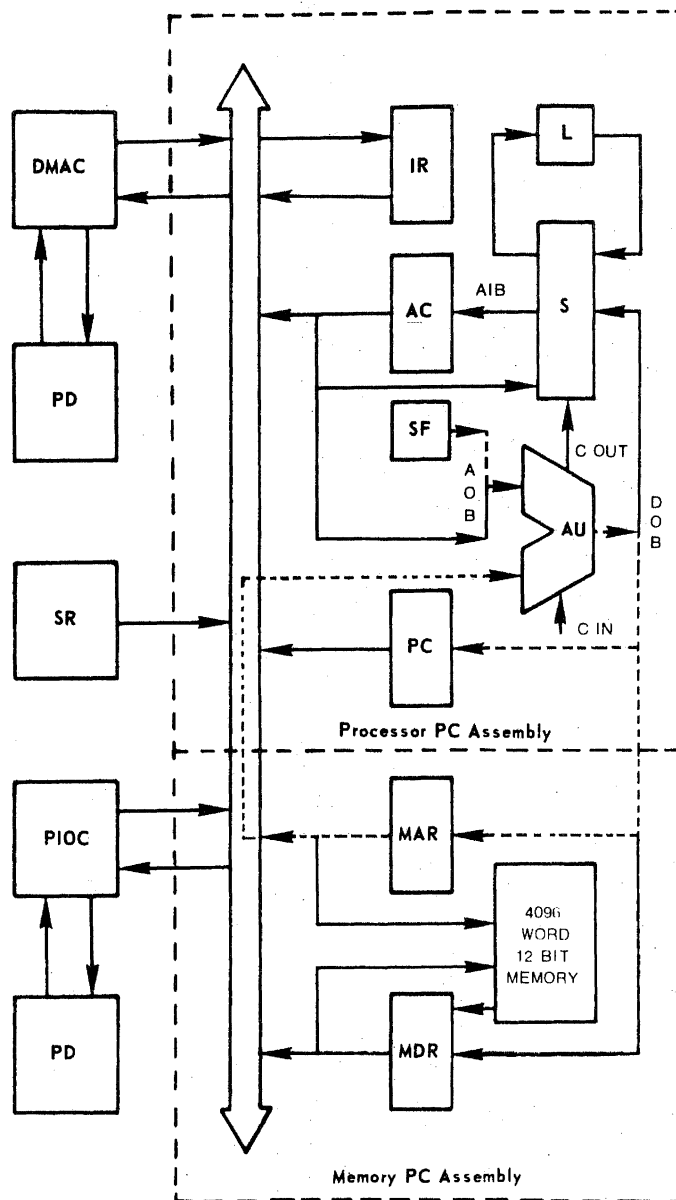 L
DMAC
IR
AIB
AC
S
PD
SF
C OUT
A
O
B
D
O
B
AU
SR
C IN
PC
Processor PC Assembly
PIOC
MAR
4096
WORD
12 BIT
MEMORY
PD
MDR
Memory PC Assembly